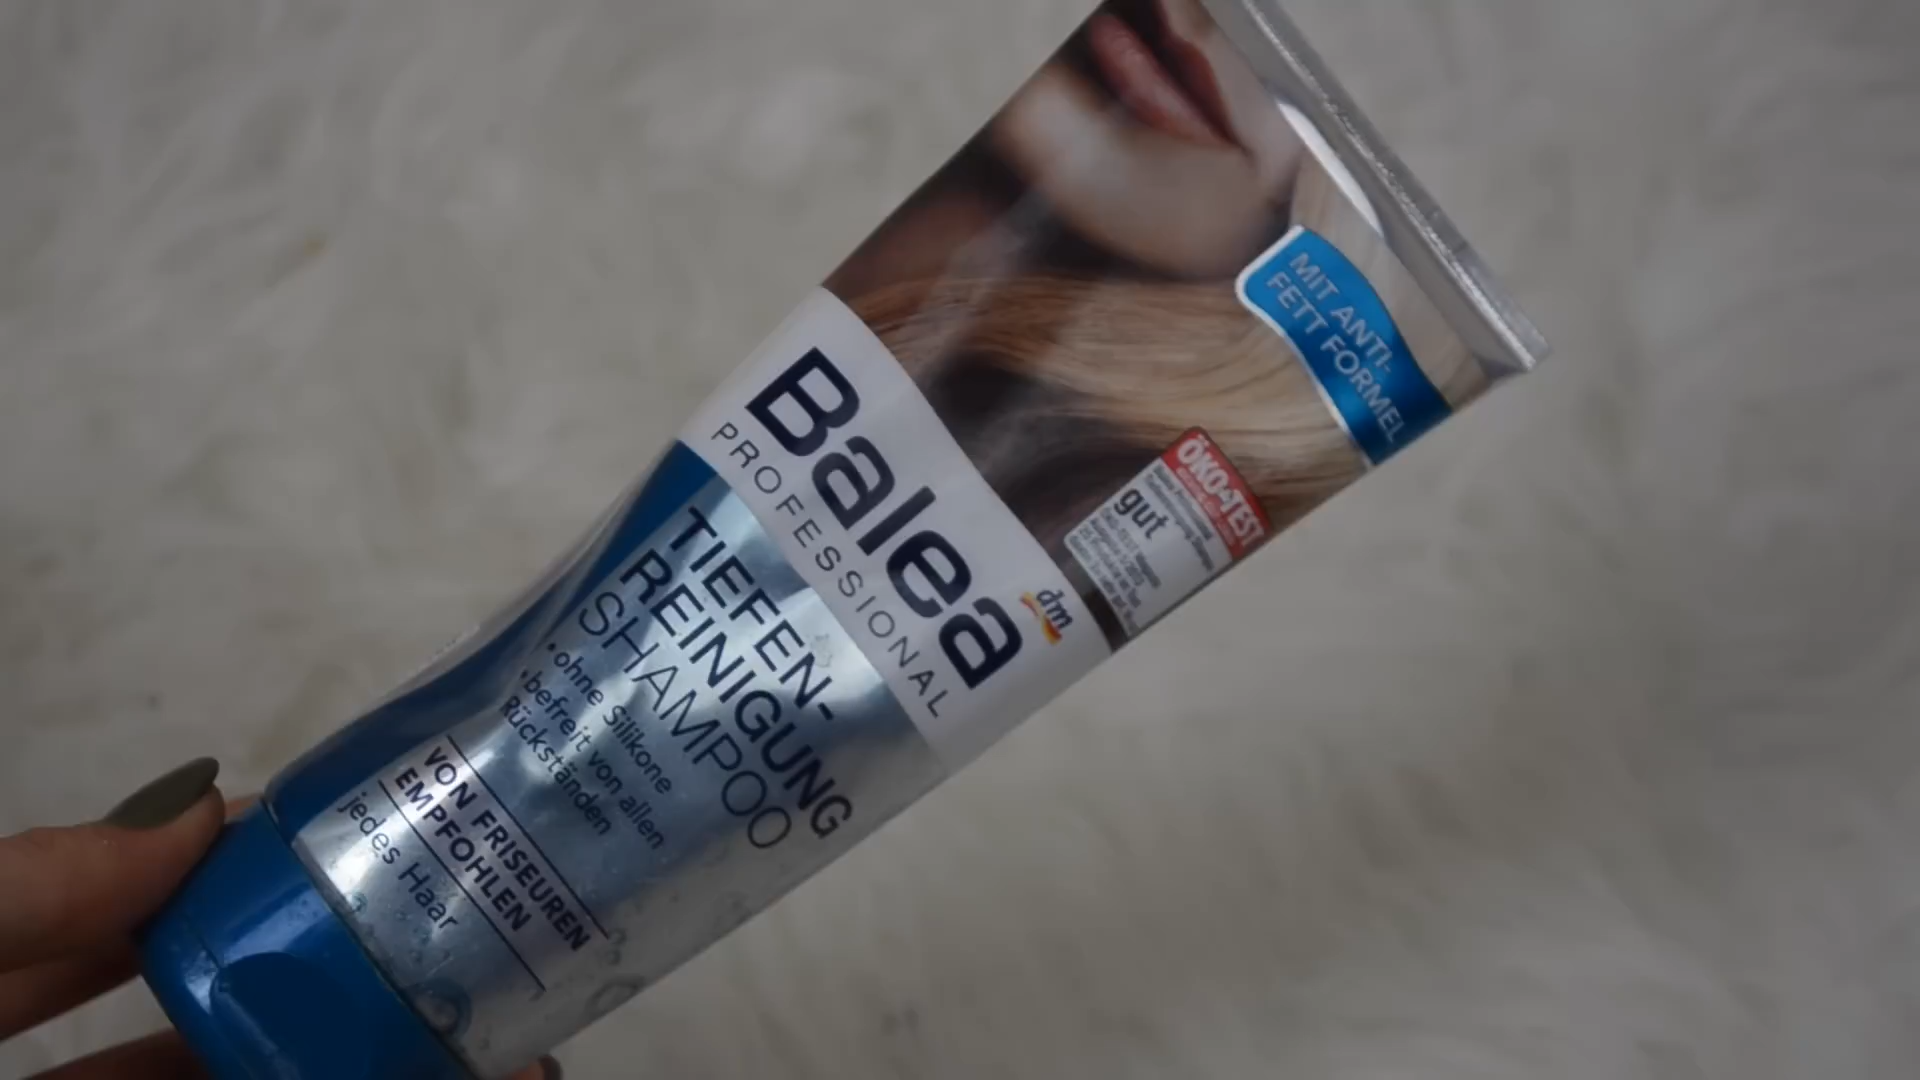 MIT ANTI-
FETT FORMEL
ÖKO-TEST
gut
Balea
dm
PROFESSIONAL
TIEFEN-
REINIGUNG
SHAMPOO
• ohne Silikone
• befreit von allen
Rückständen
VON FRISEUREN
EMPFOHLEN
jedes Haar